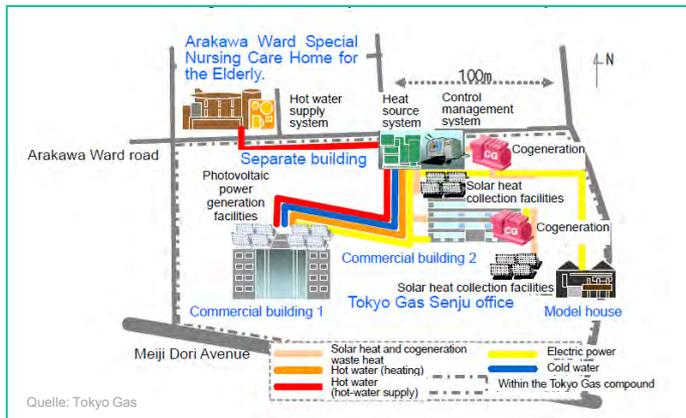 Arakawa Ward Special
Nursing Care Home for
the Elderly.
Hot water
supply
system
Heat
source
system
100m
Control
management
system
N
Arakawa Ward road
Separate building
CG
Cogeneration
Photovoltaic
power
generation
facilities
Solar heat
collection facilities
CG
Cogeneration
Commercial building 2
Solar heat collection facilities
Commercial building 1
Tokyo Gas Senju office
Model house
Meiji Dori Avenue
Solar heat and cogeneration
waste heat
Hot water (heating)
Hot water
(hot-water supply)
Electric power
Cold water
Within the Tokyo Gas compound
Quelle: Tokyo Gas